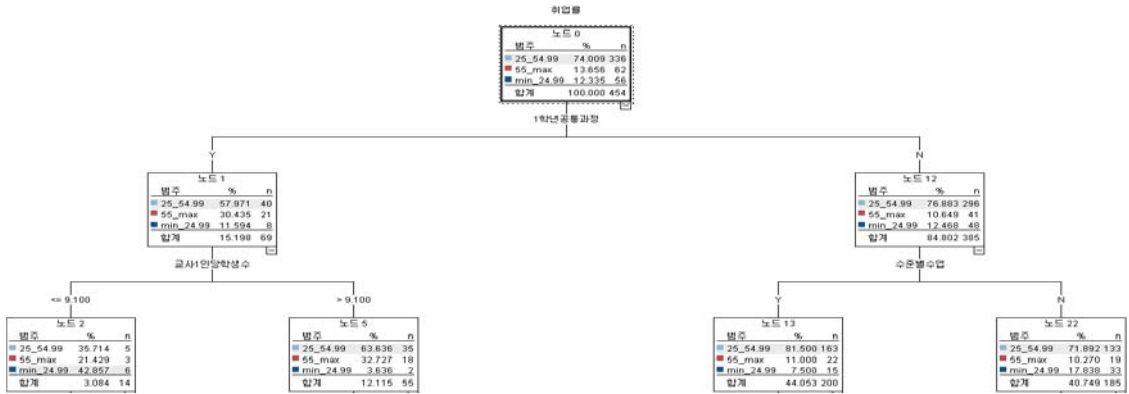 취업률
노드 0
범주 % n
25_54.99 74.009 336
55_max 13.656 62
min_24.99 12.335 56
합계 100.000 454
1학년공통과정
Y
N
노드 1
범주 % n
25_54.99 57.971 40
55_max 30.435 21
min_24.99 11.594 8
합계 15.198 69
노드 12
범주 % n
25_54.99 76.883 296
55_max 10.649 41
min_24.99 12.468 48
합계 84.802 385
교사1인당학생수
수준별수업
<= 9.100
> 9.100
Y
N
노드 2
범주 % n
25_54.99 35.714 5
55_max 21.429 3
min_24.99 42.857 6
합계 3.084 14
노드 5
범주 % n
25_54.99 63.636 35
55_max 32.727 18
min_24.99 3.636 2
합계 12.115 55
노드 13
범주 % n
25_54.99 81.500 163
55_max 11.000 22
min_24.99 7.500 15
합계 44.053 200
노드 22
범주 % n
25_54.99 71.892 133
55_max 10.270 19
min_24.99 17.838 33
합계 40.749 185